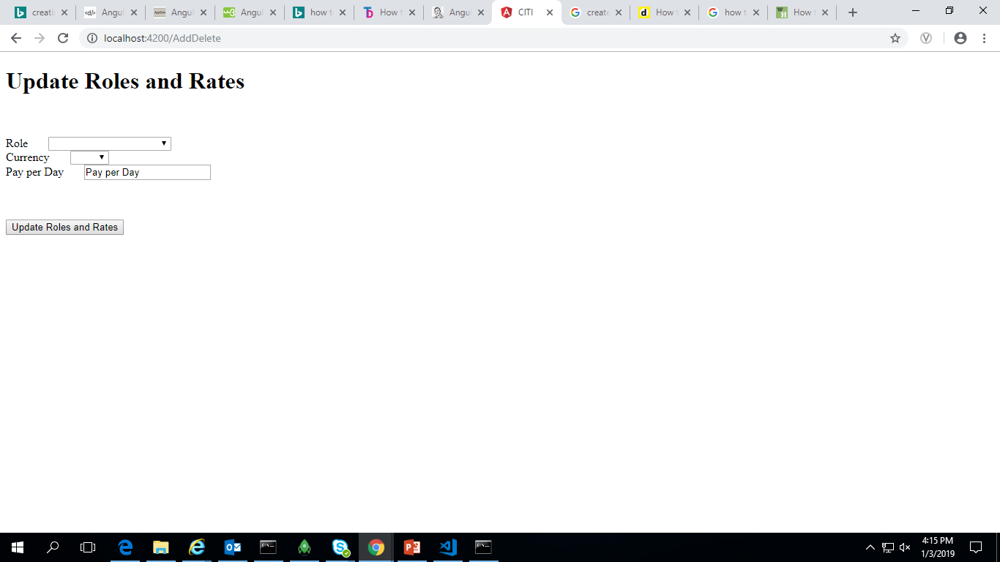 creati
Angul
Angul
Angul
how t
How t
Angul
CITI
create
How t
how t
How t
localhost:4200/AddDelete
Update Roles and Rates
Role
Currency
Pay per Day Pay per Day
Update Roles and Rates
4:15 PM
1/3/2019